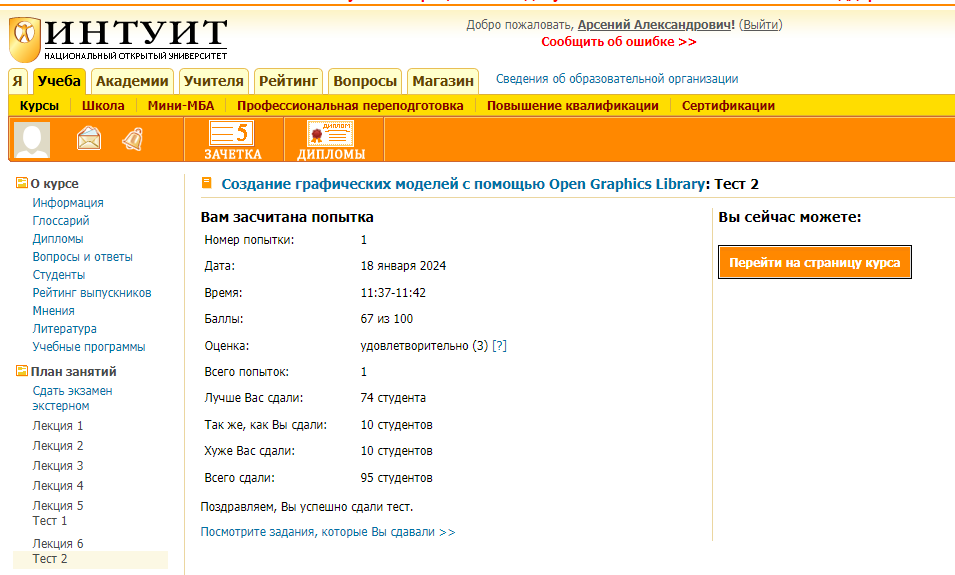 ИНТУИТ
НАЦИОНАЛЬНЫЙ ОТКРЫТЫЙ УНИВЕРСИТЕТ
Добро пожаловать, Арсений Александрович! (Выйти)
Сообщить об ошибке >>
Я Учеба Академии Учителя Рейтинг Вопросы Магазин Сведения об образовательной организации
Курсы Школа Мини-МБА Профессиональная переподготовка Повышение квалификации Сертификации
5
ЗАЧЕТКА
ДИПЛОМ
ДИПЛОМЫ
О курсе
Информация
Глоссарий
Дипломы
Вопросы и ответы
Студенты
Рейтинг выпускников
Мнения
Литература
Учебные программы
План занятий
Сдать экзамен
экстерном
Лекция 1
Лекция 2
Лекция 3
Лекция 4
Лекция 5
Тест 1
Лекция 6
Тест 2
Создание графических моделей с помощью Open Graphics Library: Тест 2
Вам засчитана попытка
Номер попытки: 1
Дата: 18 января 2024
Время: 11:37-11:42
Баллы: 67 из 100
Оценка: удовлетворительно (3) [?]
Всего попыток: 1
Лучше Вас сдали: 74 студента
Так же, как Вы сдали: 10 студентов
Хуже Вас сдали: 10 студентов
Всего сдали: 95 студентов
Поздравляем, Вы успешно сдали тест.
Посмотрите задания, которые Вы сдавали >>
Вы сейчас можете:
Перейти на страницу курса